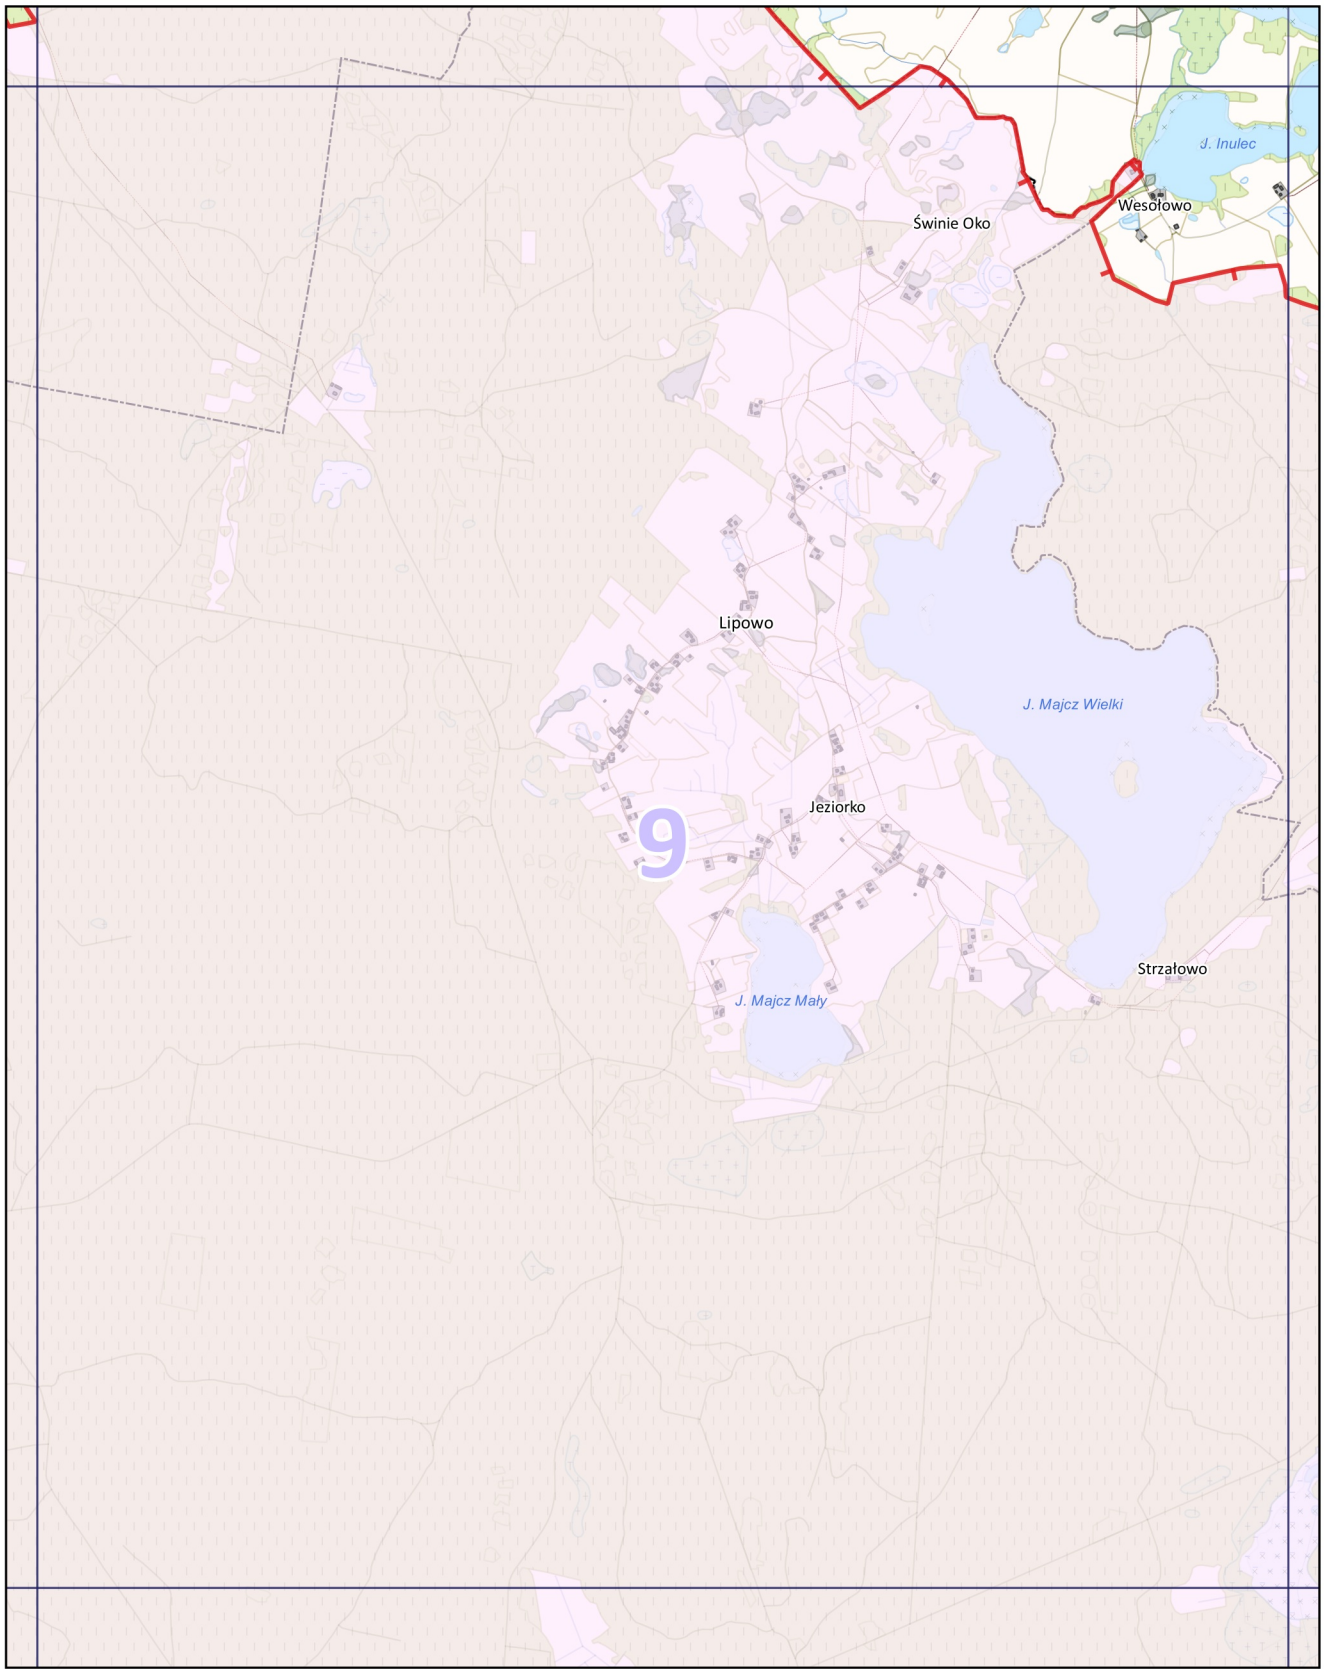 J. Inulec
Wesołowo
Świnie Oko
Lipowo
J. Majcz Wielki
Jeziorko
9
Strzałowo
J. Majcz Mały